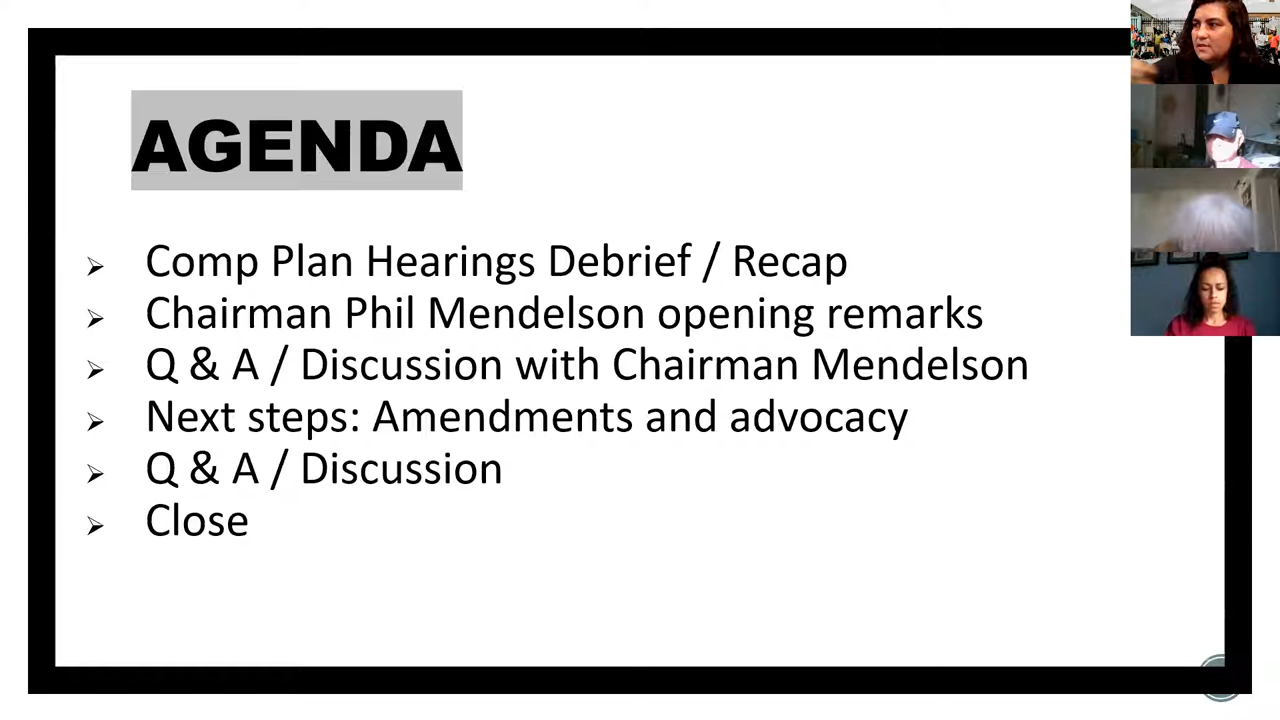 AGENDA
➢ Comp Plan Hearings Debrief / Recap
➢ Chairman Phil Mendelson opening remarks
➢ Q & A / Discussion with Chairman Mendelson
➢ Next steps: Amendments and advocacy
➢ Q & A / Discussion
➢ Close